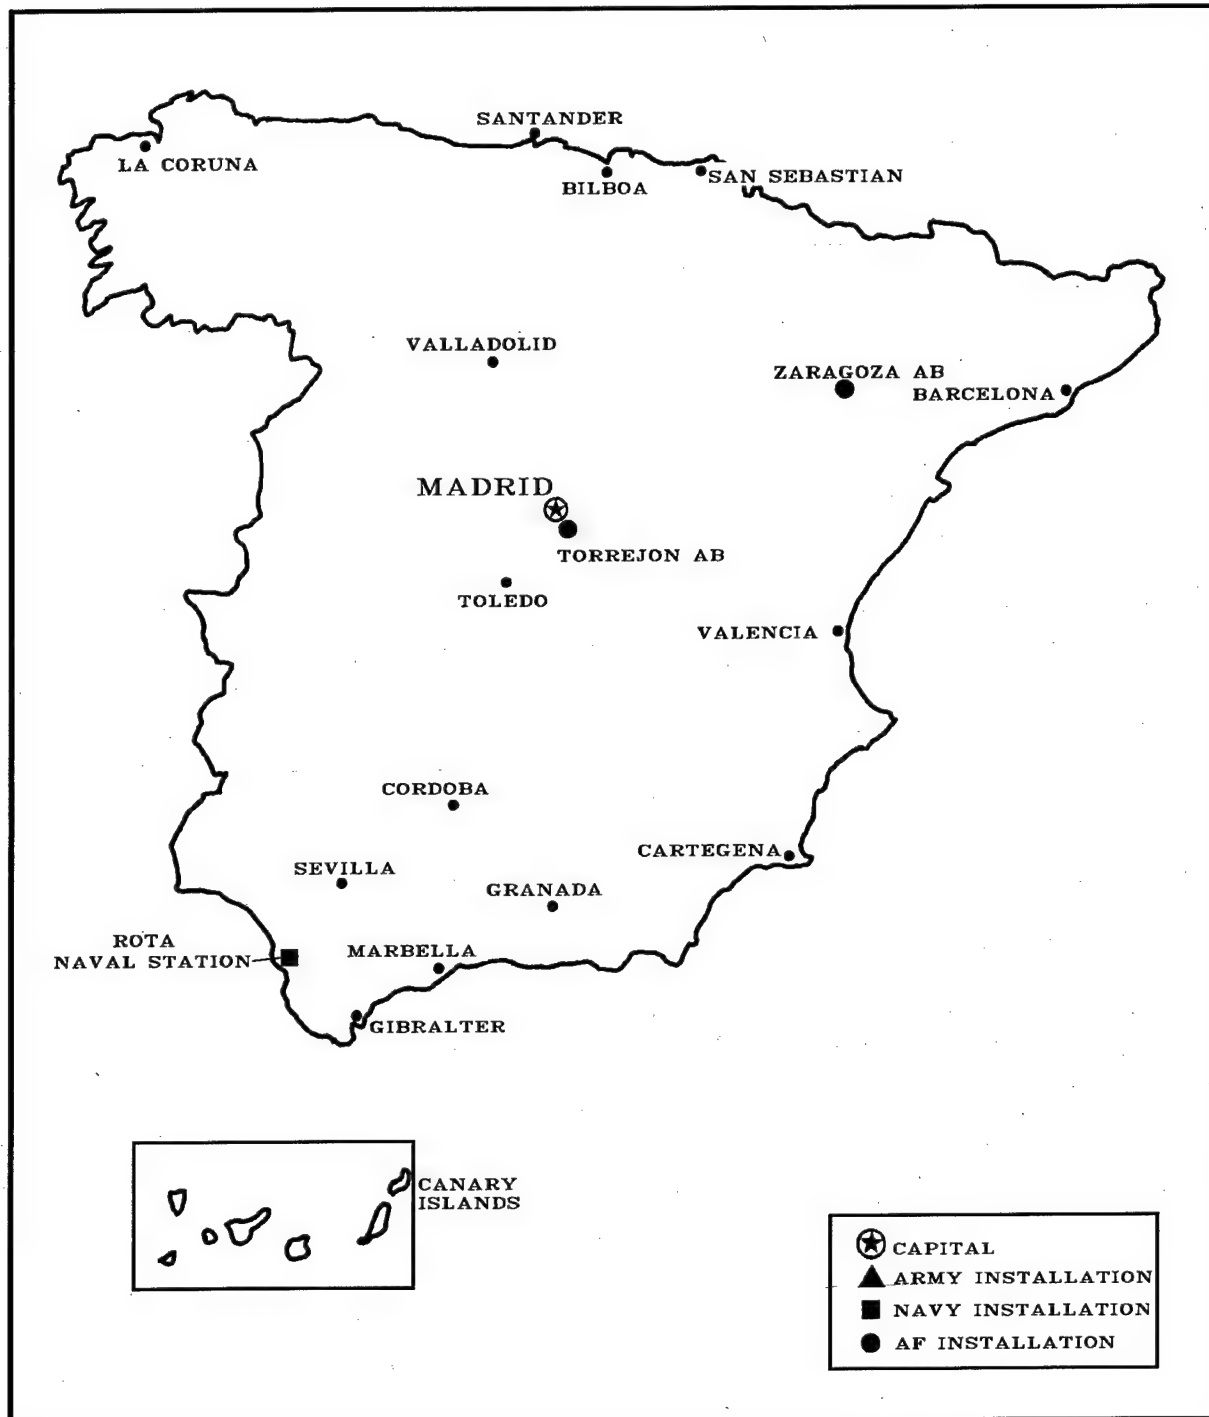 SANTANDER
LA CORUNA
BILBOA
SAN SEBASTIAN
VALLADOLID
ZARAGOZA AB
BARCELONA
MADRID
TORREJON AB
TOLEDO
VALENCIA
CORDOBA
CARTEGENA
SEVILLA
GRANADA
ROTA
NAVAL STATION
MARBELLA
GIBRALTER
CANARY
ISLANDS
CAPITAL
ARMY INSTALLATION
NAVY INSTALLATION
AF INSTALLATION